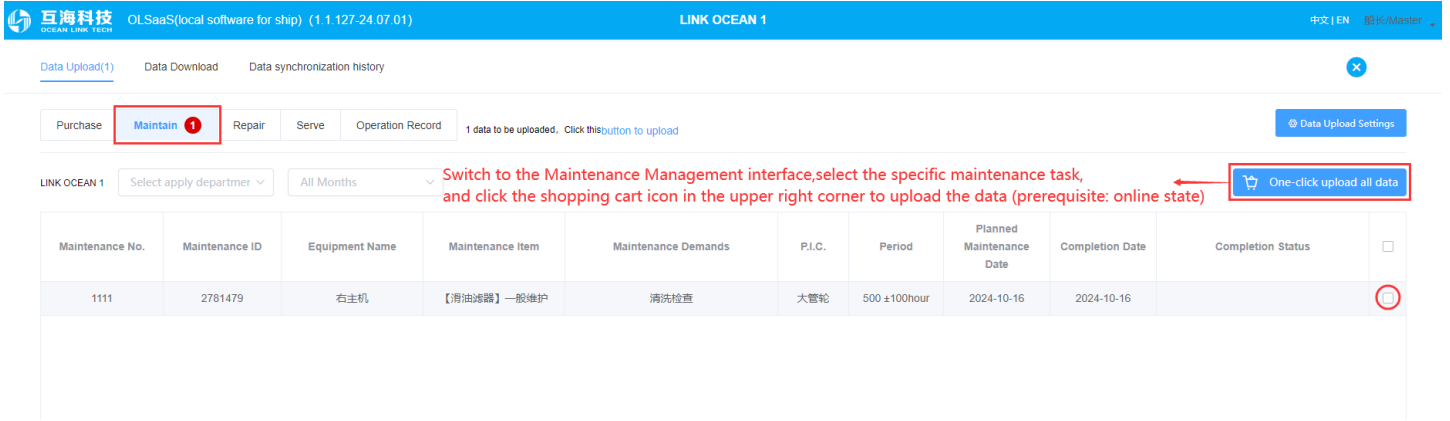 互海科技
OCEAN LINK TECH
OLSaaS(local software for ship) (1.1.127-24.07.01)
LINK OCEAN 1
中文 | EN
船长/Master
Data Upload(1)
Data Download
Data synchronization history
Purchase
Maintain 1
Repair
Serve
Operation Record
1 data to be uploaded，Click thisbutton to upload
Data Upload Settings
LINK OCEAN 1
Select apply departmer
All Months
Switch to the Maintenance Management interface,select the specific maintenance task,
and click the shopping cart icon in the upper right corner to upload the data (prerequisite: online state)
One-click upload all data
Maintenance No.
Maintenance ID
Equipment Name
Maintenance Item
Maintenance Demands
P.I.C.
Period
Planned
Maintenance
Date
Completion Date
Completion Status
1111
2781479
右主机
【滑油滤器】一般维护
清洗检查
大管轮
500 ±100hour
2024-10-16
2024-10-16